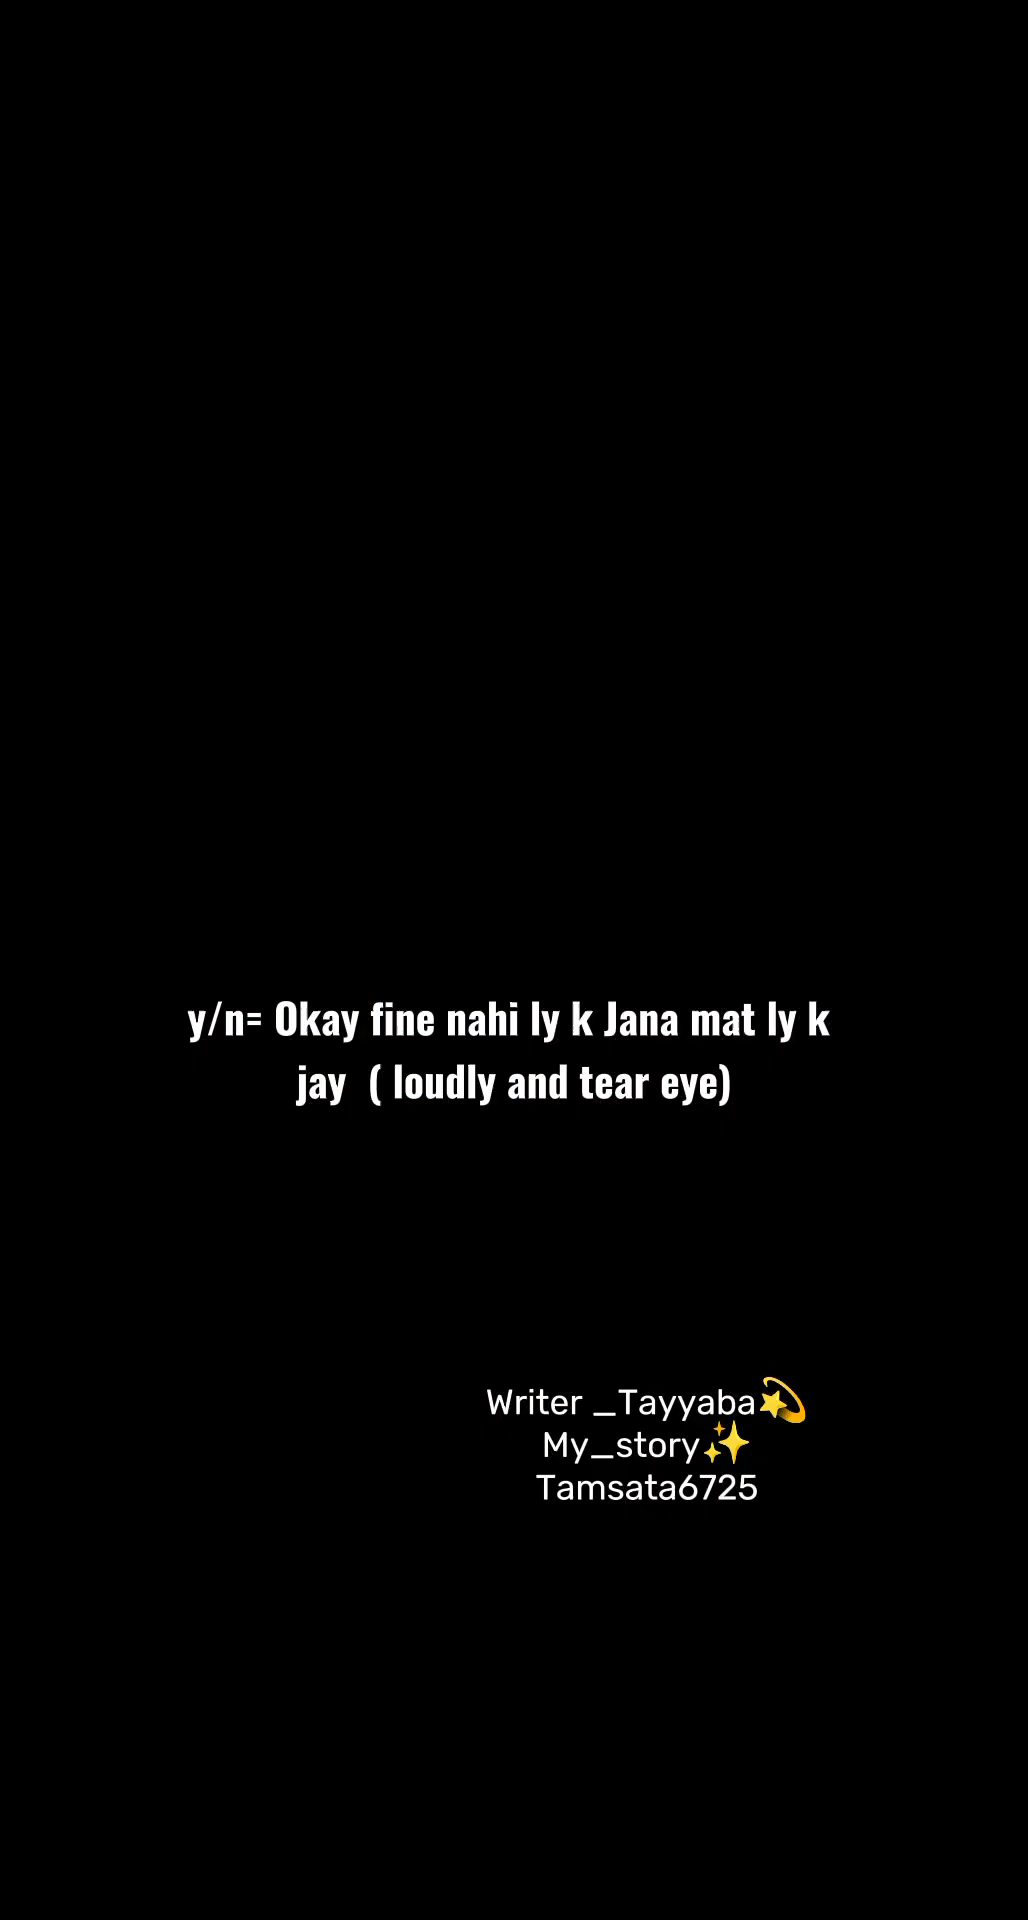 y/n= Okay fine nahi ly k Jana mat ly k
jay ( loudly and tear eye)
Writer _Tayyaba💫
My_story✨
Tamsata6725